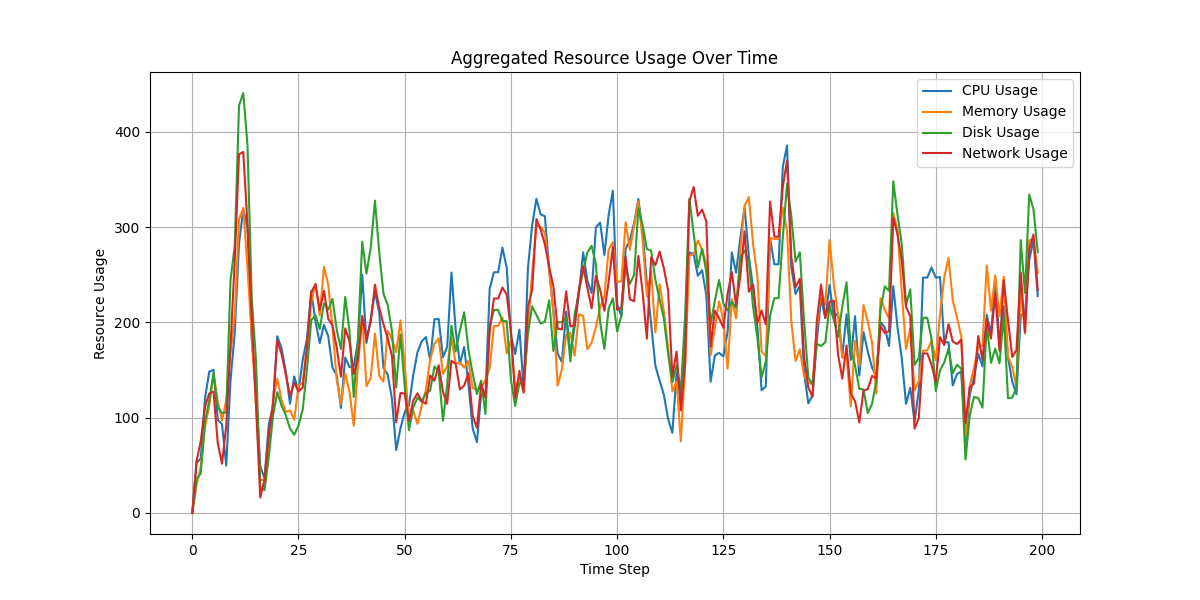 Aggregated Resource Usage Over Time
CPU Usage
Memory Usage
Disk Usage
Network Usage
Resource Usage
400
300
200
100
0
0 25 50 75 100 125 150 175 200
Time Step